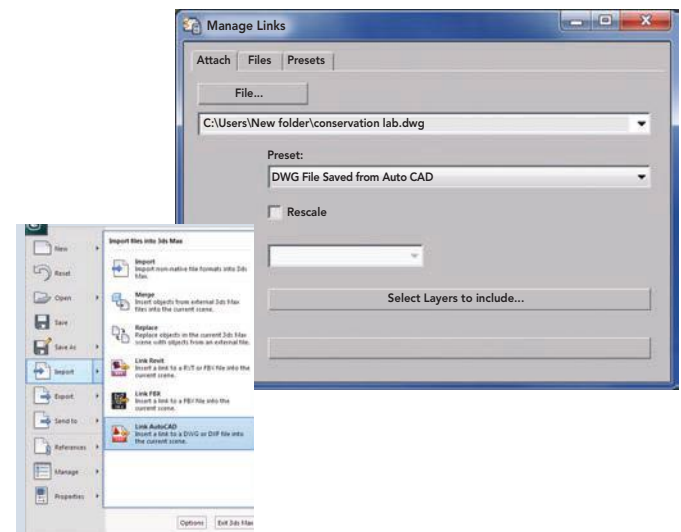 Manage Links
Attach Files Presets
File...
C:\Users\New folder\conservation lab.dwg
Preset:
DWG File Saved from Auto CAD
Rescale
Select Layers to include...
New
Reset
Open
Save
Save As
Import
Export
Send to
References
Manage
Properties
Import files into 3ds Max
Import
Import non-native file formats into 3ds
Max.
Merge
Insert objects from external 3ds Max
files into the current scene.
Replace
Replace objects in the current 3ds Max
scene with objects from an external file.
Link Revit
Insert a link to a RVT or FBX file into the
current scene.
Link FBX
Insert a link to a FBX file into the
current scene.
Link AutoCAD
Insert a link to a DWG or DXF file into
the current scene.
Options Exit 3ds Max